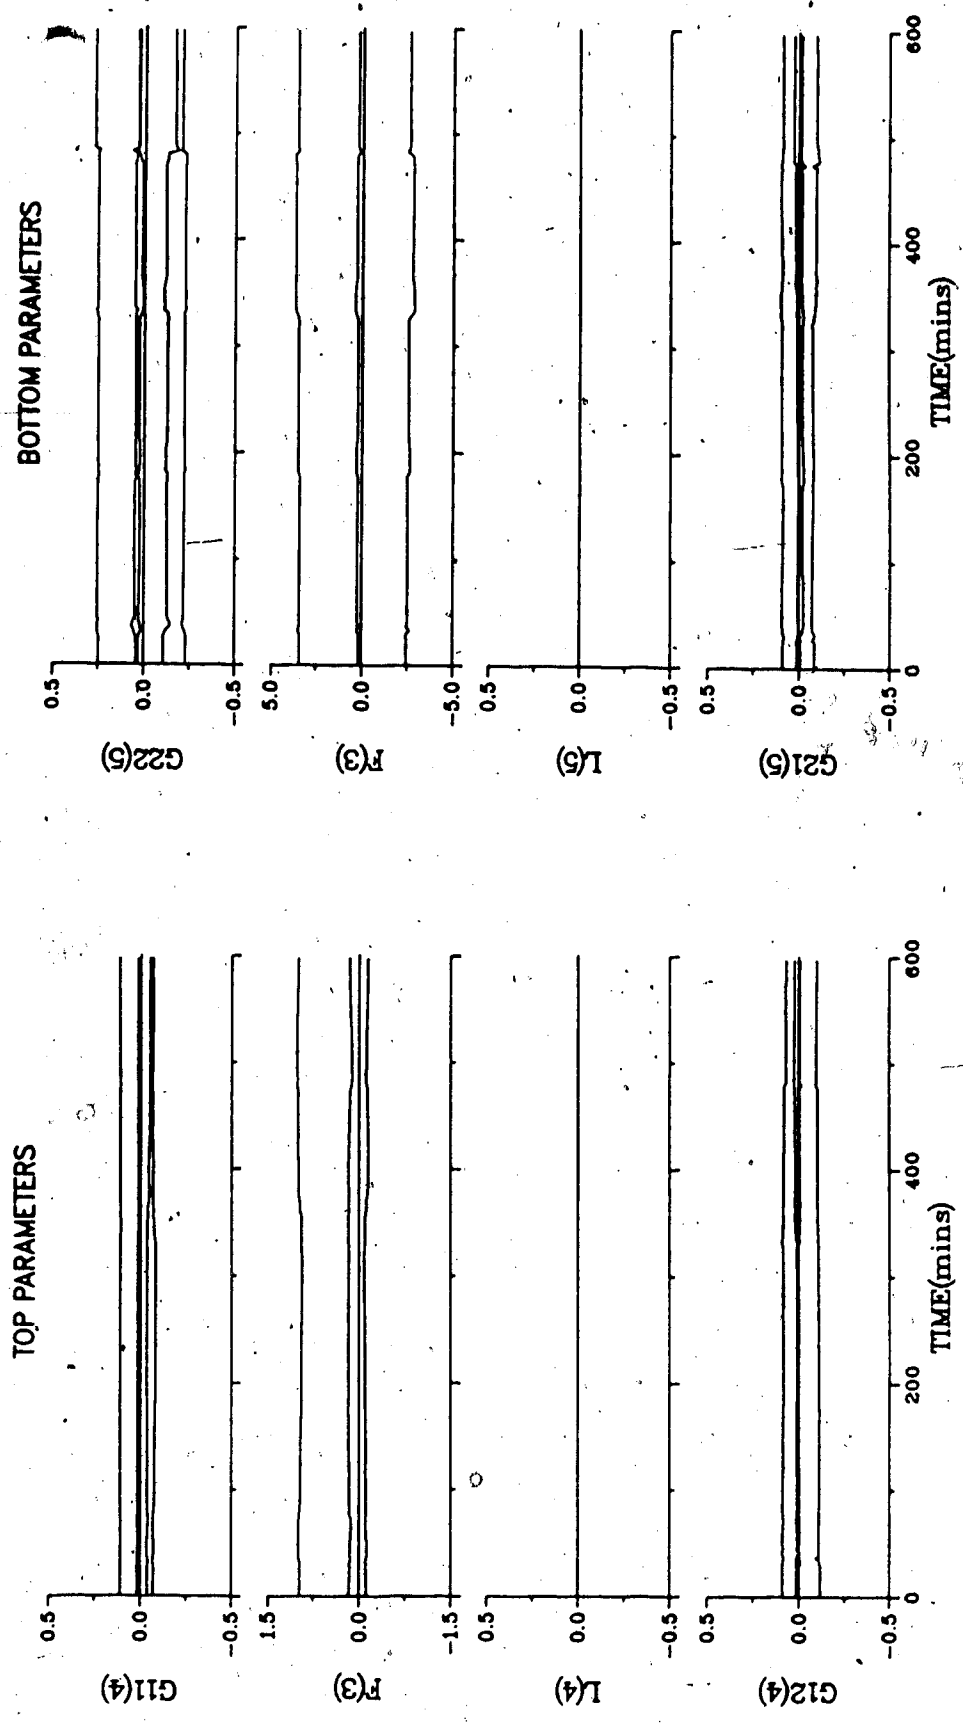 TOP PARAMETERS
G11(4)
0.5
0.0
-0.5
F(3)
1.5
0.0
-1.5
L(4)
0.5
0.0
-0.5
G12(4)
0.5
0.0
-0.5
0 200 400 600
TIME(mins)
BOTTOM PARAMETERS
G22(5)
0.5
0.0
-0.5
F(3)
5.0
0.0
-5.0
L(5)
0.5
0.0
-0.5
G21(5)
0.5
0.0
-0.5
0 200 400 600
TIME(mins)